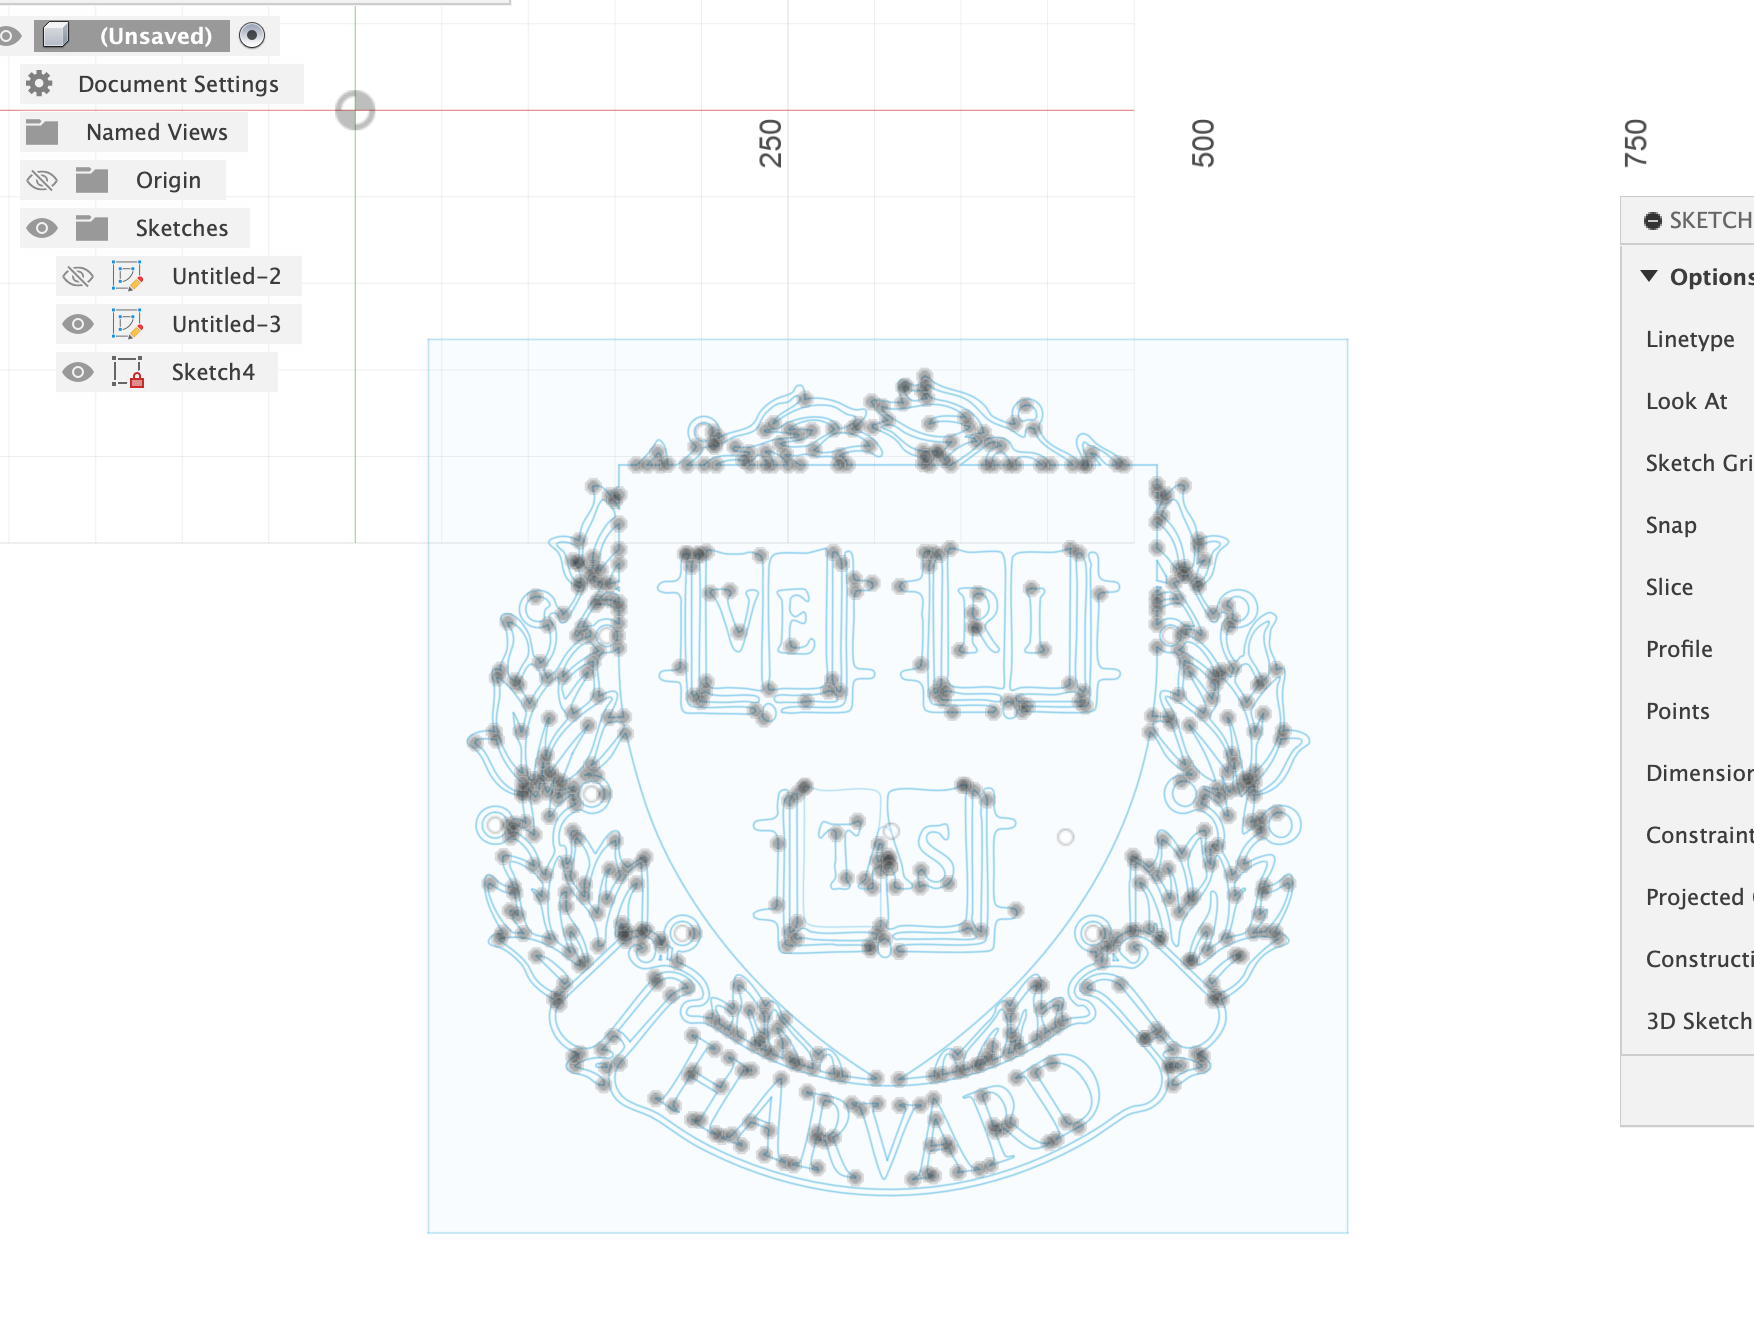 (Unsaved)
Document Settings
Named Views
Origin
Sketches
Untitled-2
Untitled-3
Sketch4
250
500
750
SKETCH
Options
Linetype
Look At
Sketch Gri
Snap
Slice
Profile
Points
Dimension
Constraint
Projected
Constructi
3D Sketch
VE RI
TAS
HARVARD